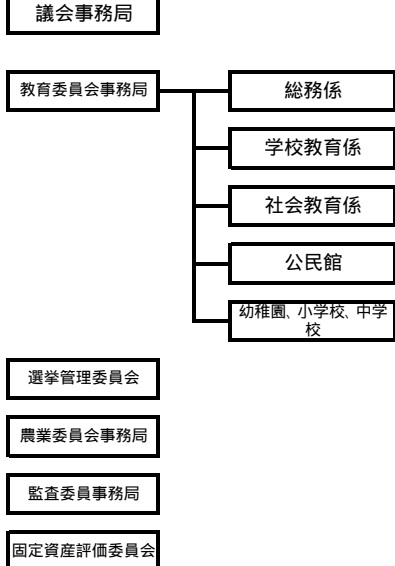 議会事務局
教育委員会事務局
総務係
学校教育係
社会教育係
公民館
幼稚園、小学校、中学
校
選挙管理委員会
農業委員会事務局
監査委員事務局
固定資産評価委員会